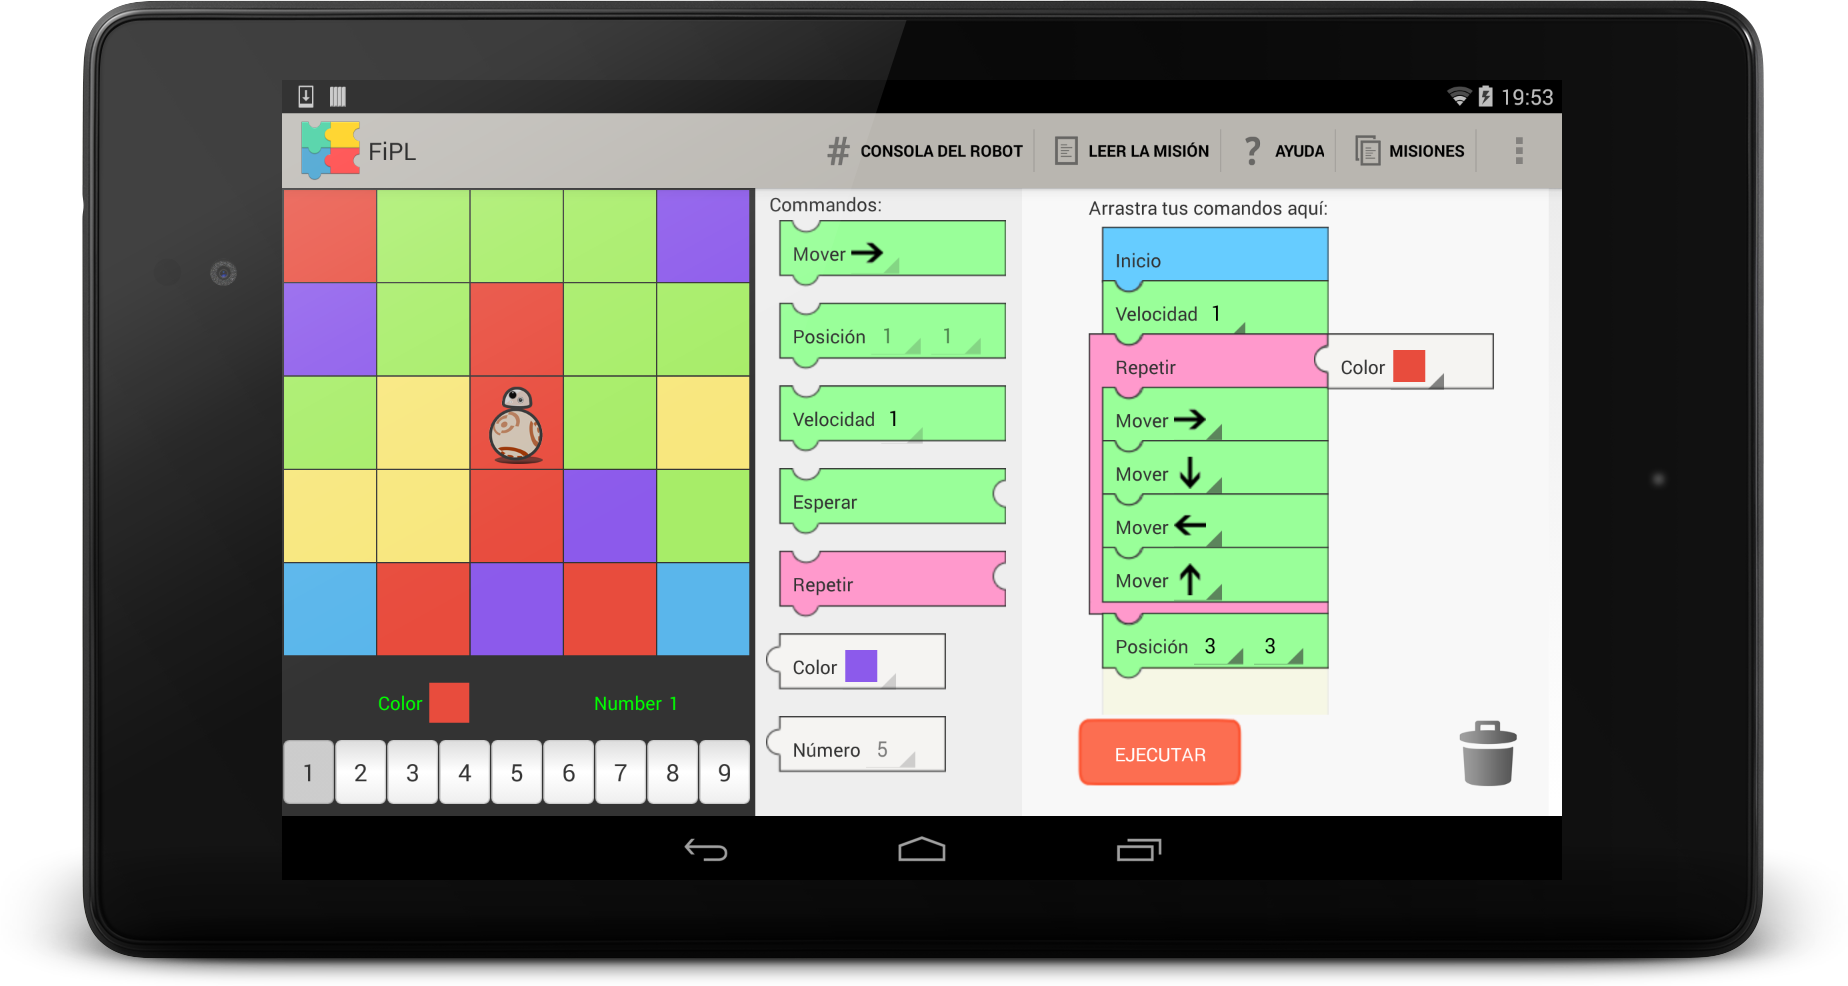 19:53
FiPL
# CONSOLA DEL ROBOT
LEER LA MISIÓN
? AYUDA
MISIONES
Commandos:
Mover
Posición 1 1
Velocidad 1
Esperar
Repetir
Color
Número 5
Arrastra tus comandos aquí:
Inicio
Velocidad 1
Repetir
Color
Mover
Mover
Mover
Mover
Posición 3 3
EJECUTAR
Color
Number 1
1 2 3 4 5 6 7 8 9